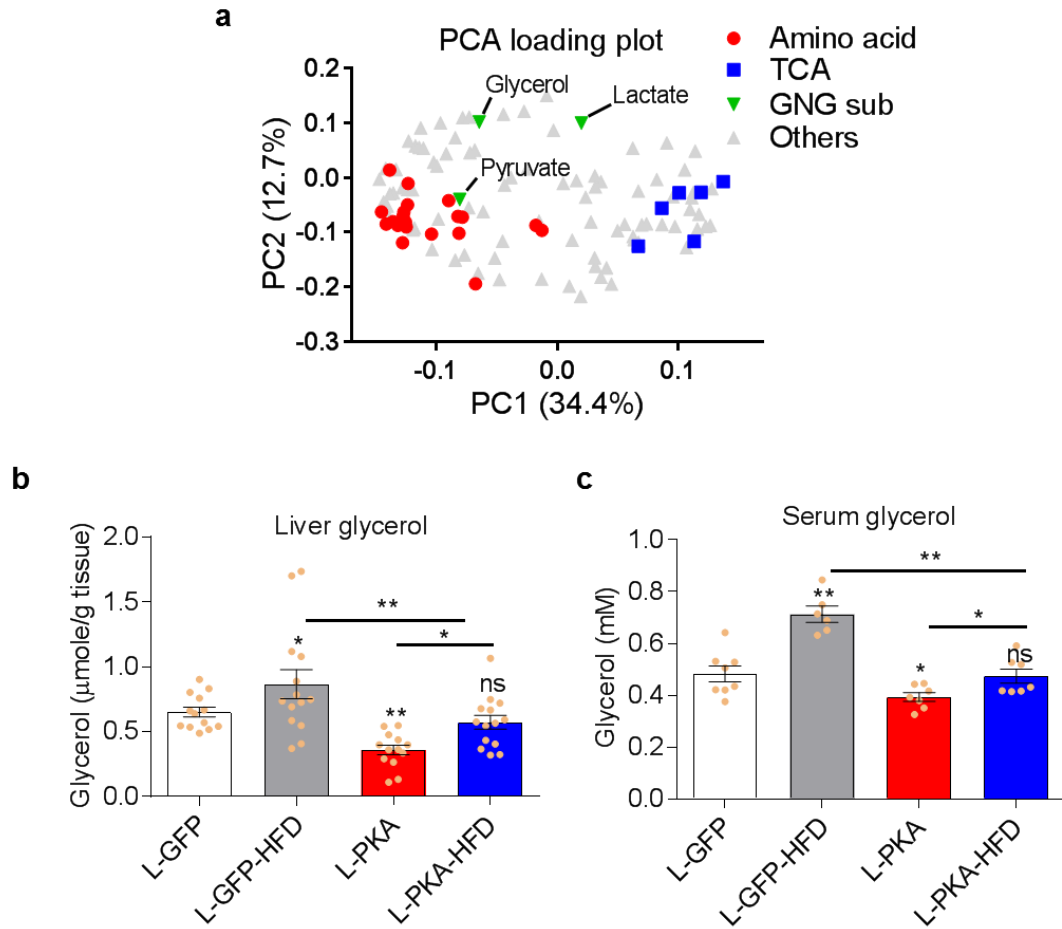 a
PCA loading plot
Amino acid
TCA
GNG sub
Others
0.2
0.1
0.0
-0.1
-0.2
-0.3
PC2 (12.7%)
Glycerol
Lactate
Pyruvate
-0.1
0.0
0.1
PC1 (34.4%)
b
Liver glycerol
Glycerol (µmole/g tissue)
2.0
1.5
1.0
0.5
0.0
**
*
*
**
ns
L-GFP
L-GFP-HFD
L-PKA
L-PKA-HFD
c
Serum glycerol
Glycerol (mM)
1.0
0.8
0.6
0.4
0.2
0.0
**
**
*
*
ns
L-GFP
L-GFP-HFD
L-PKA
L-PKA-HFD